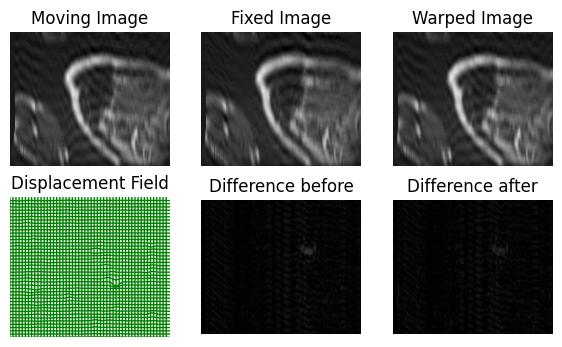 Moving Image
Fixed Image
Warped Image
Displacement Field
Difference before
Difference after